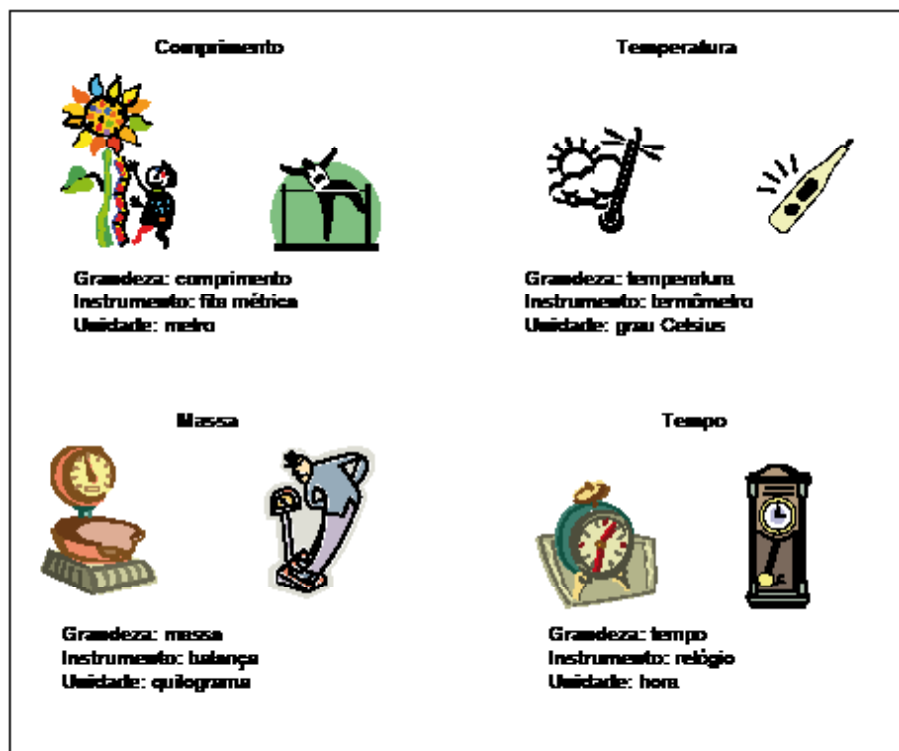 Comprimento
Temperatura
Grandeza: comprimento
Instrumento: fita métrica
Unidade: metro
Grandeza: temperatura
Instrumento: termômetro
Unidade: grau Celsius
Massa
Tempo
Grandeza: massa
Instrumento: balança
Unidade: quilograma
Grandeza: tempo
Instrumento: relógio
Unidade: hora